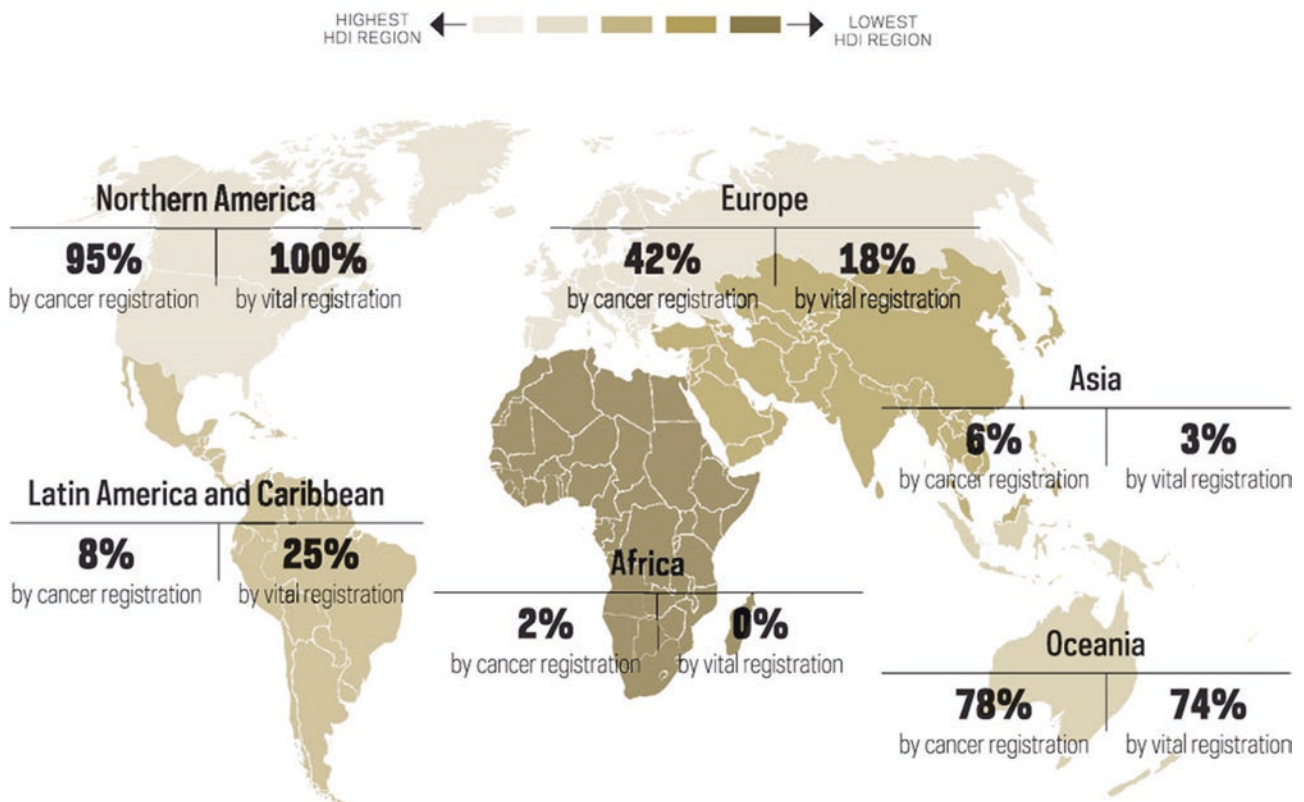 HIGHEST
HDI REGION
LOWEST
HDI REGION
Northern America
95%
by cancer registration
100%
by vital registration
Europe
42%
by cancer registration
18%
by vital registration
Asia
6%
by cancer registration
3%
by vital registration
Latin America and Caribbean
8%
by cancer registration
25%
by vital registration
Africa
2%
by cancer registration
0%
by vital registration
Oceania
78%
by cancer registration
74%
by vital registration